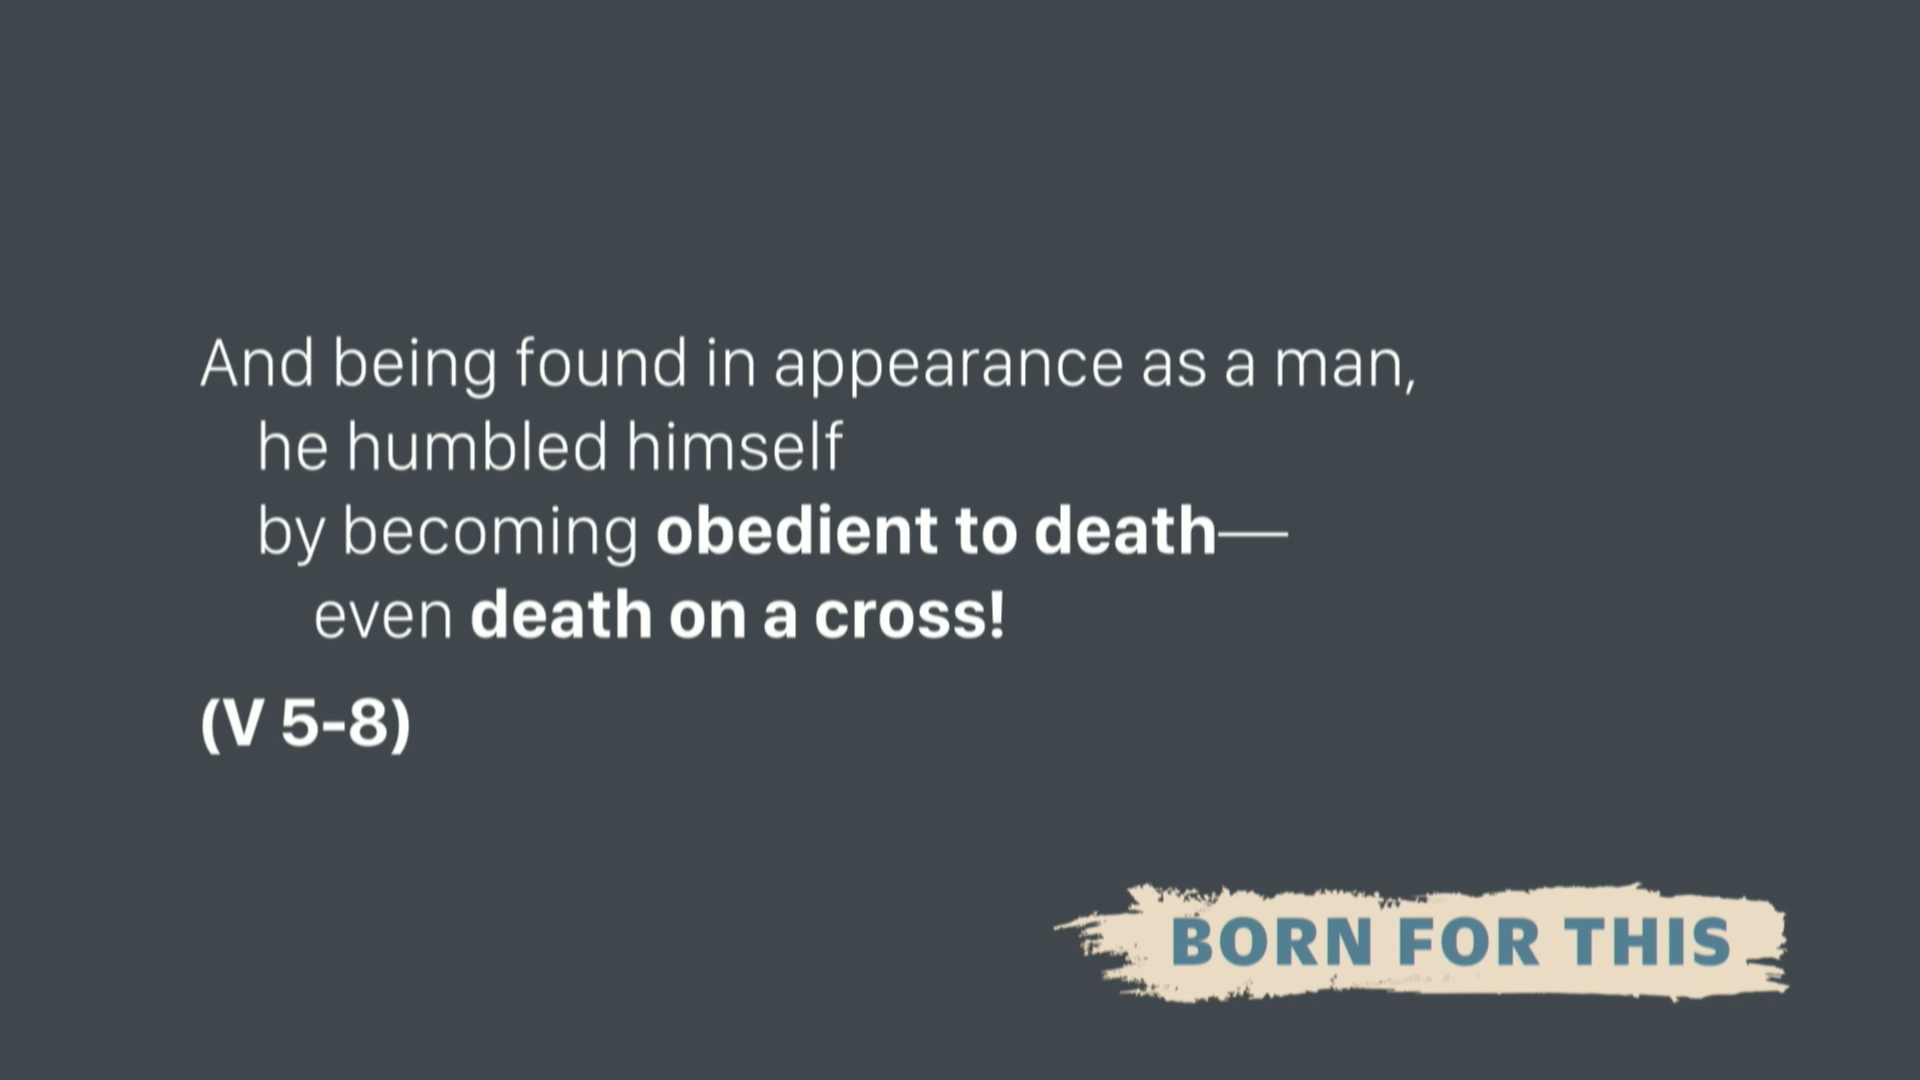 And being found in appearance as a man,
he humbled himself
by becoming obedient to death—
even death on a cross!
(V 5-8)
BORN FOR THIS